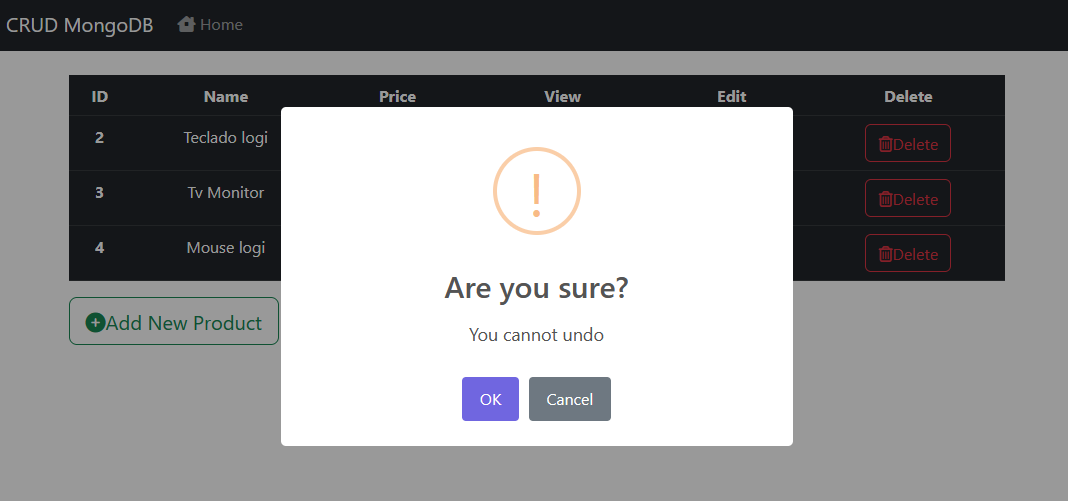 CRUD MongoDB Home
ID Name Price View Edit Delete
2 Teclado logi Delete
3 Tv Monitor Delete
4 Mouse logi Delete
Add New Product
!
Are you sure?
You cannot undo
OK Cancel